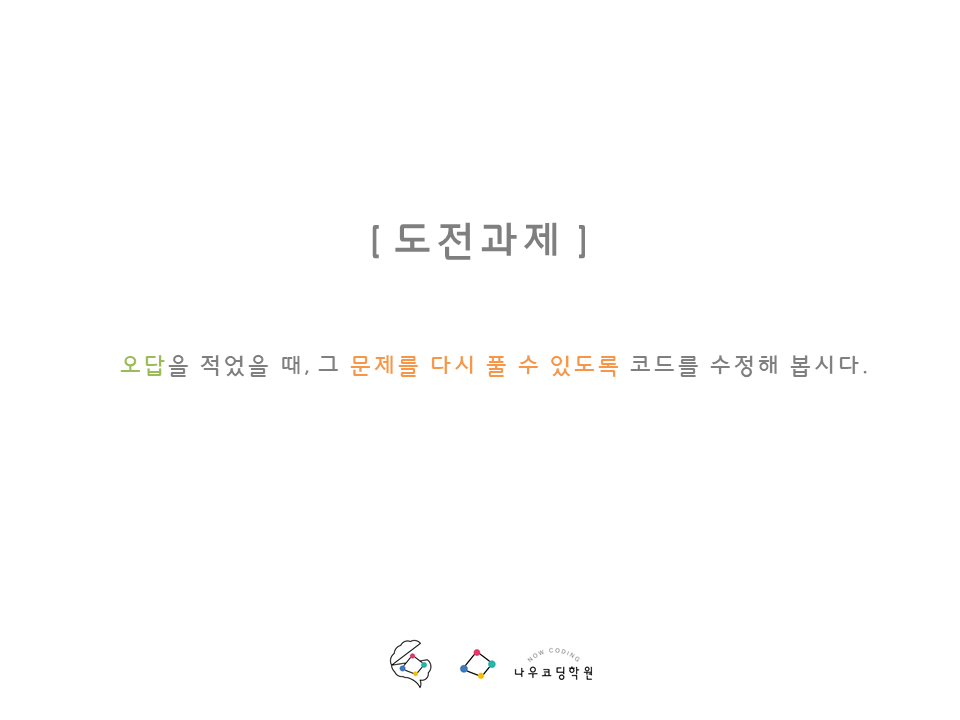 [ 도전과제 ]
오답을 적었을 때, 그 문제를 다시 풀 수 있도록 코드를 수정해 봅시다.
NOW CODING
나우코딩학원